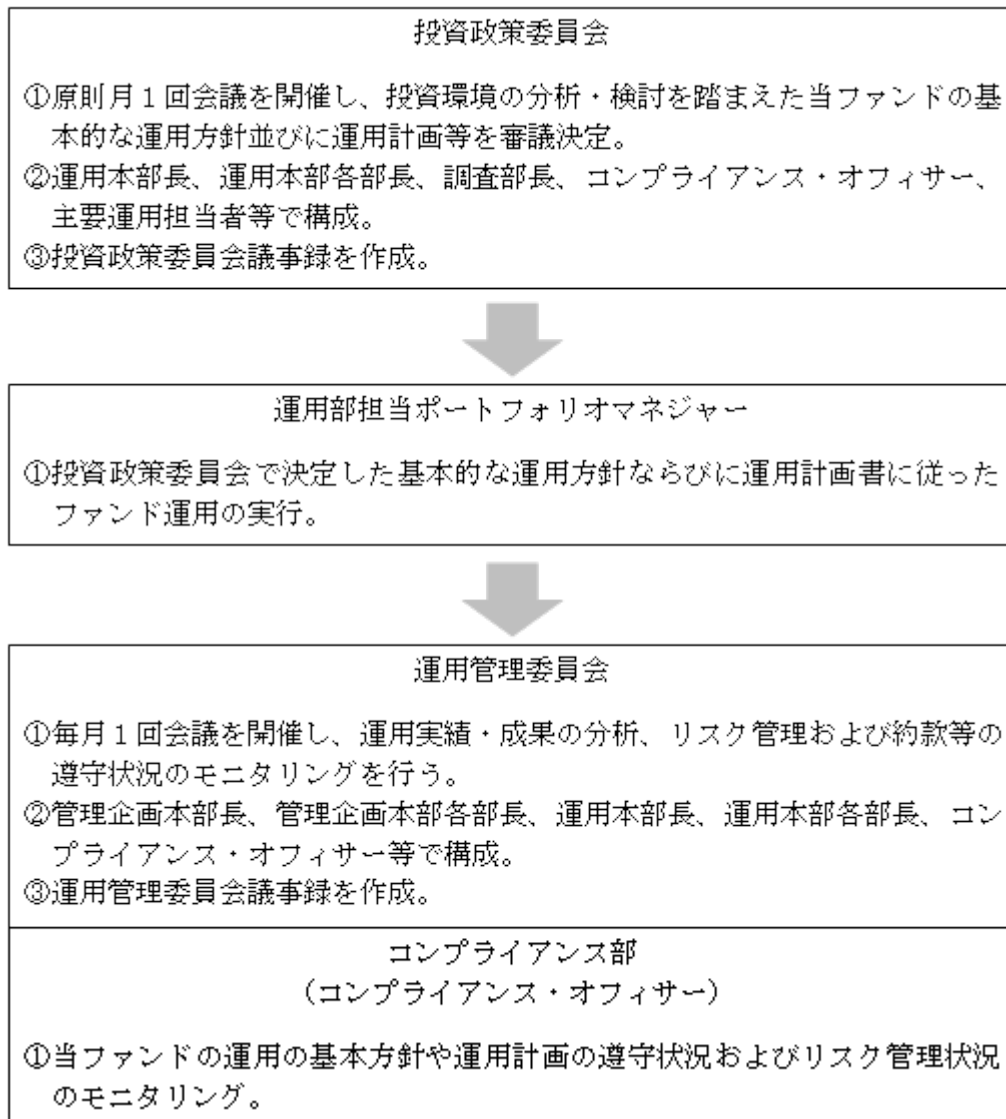 投資政策委員会
①原則月１回会議を開催し、投資環境の分析・検討を踏まえた当ファンドの基
本的な運用方針並びに運用計画等を審議決定。
②運用本部長、運用本部各部長、調査部長、コンプライアンス・オフィサー、
主要運用担当者等で構成。
③投資政策委員会議事録を作成。
運用部担当ポートフォリオマネジャー
①投資政策委員会で決定した基本的な運用方針ならびに運用計画書に従った
ファンド運用の実行。
運用管理委員会
①毎月１回会議を開催し、運用実績・成果の分析、リスク管理および約款等の
遵守状況のモニタリングを行う。
②管理企画本部長、管理企画本部各部長、運用本部長、運用本部各部長、コン
プライアンス・オフィサー等で構成。
③運用管理委員会議事録を作成。
コンプライアンス部
（コンプライアンス・オフィサー）
①当ファンドの運用の基本方針や運用計画の遵守状況およびリスク管理状況
のモニタリング。